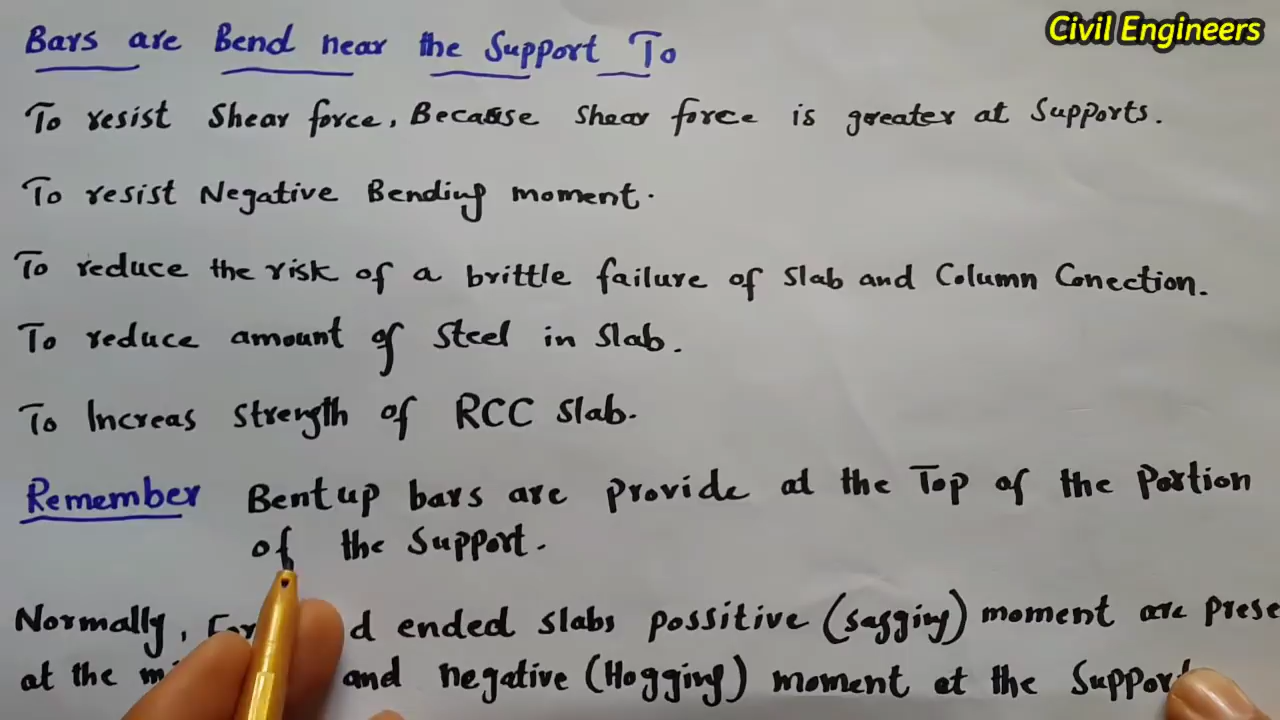 Civil Engineers
Bars are Bend near the Support To
To resist Shear force, Because shear force is greater at Supports.
To resist Negative Bending moment.
To reduce the risk of a brittle failure of Slab and Column Conection.
To reduce amount of Steel in Slab.
To Increas Strength of RCC Slab.
Remember Bentup bars are provide at the Top of the Portion
of the Support.
Normally, ended slabs possitive (sagging) moment are
at the and negative (Hogging) moment at the